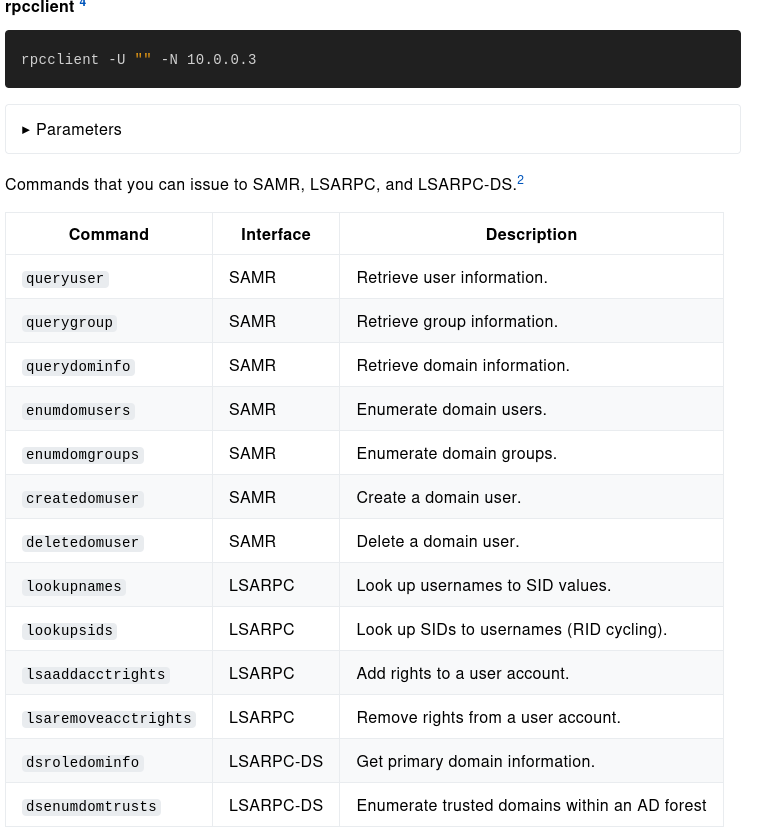 rpcclient 4
rpcclient -U "" -N 10.0.0.3
▸ Parameters
Commands that you can issue to SAMR, LSARPC, and LSARPC-DS.2
Command Interface Description
queryuser SAMR Retrieve user information.
querygroup SAMR Retrieve group information.
querydominfo SAMR Retrieve domain information.
enumdomusers SAMR Enumerate domain users.
enumdomgroups SAMR Enumerate domain groups.
createdomuser SAMR Create a domain user.
deletedomuser SAMR Delete a domain user.
lookupnames LSARPC Look up usernames to SID values.
lookupsids LSARPC Look up SIDs to usernames (RID cycling).
lsaaddacctrights LSARPC Add rights to a user account.
lsaremoveacctrights LSARPC Remove rights from a user account.
dsroledominfo LSARPC-DS Get primary domain information.
dsenumdomtrusts LSARPC-DS Enumerate trusted domains within an AD forest